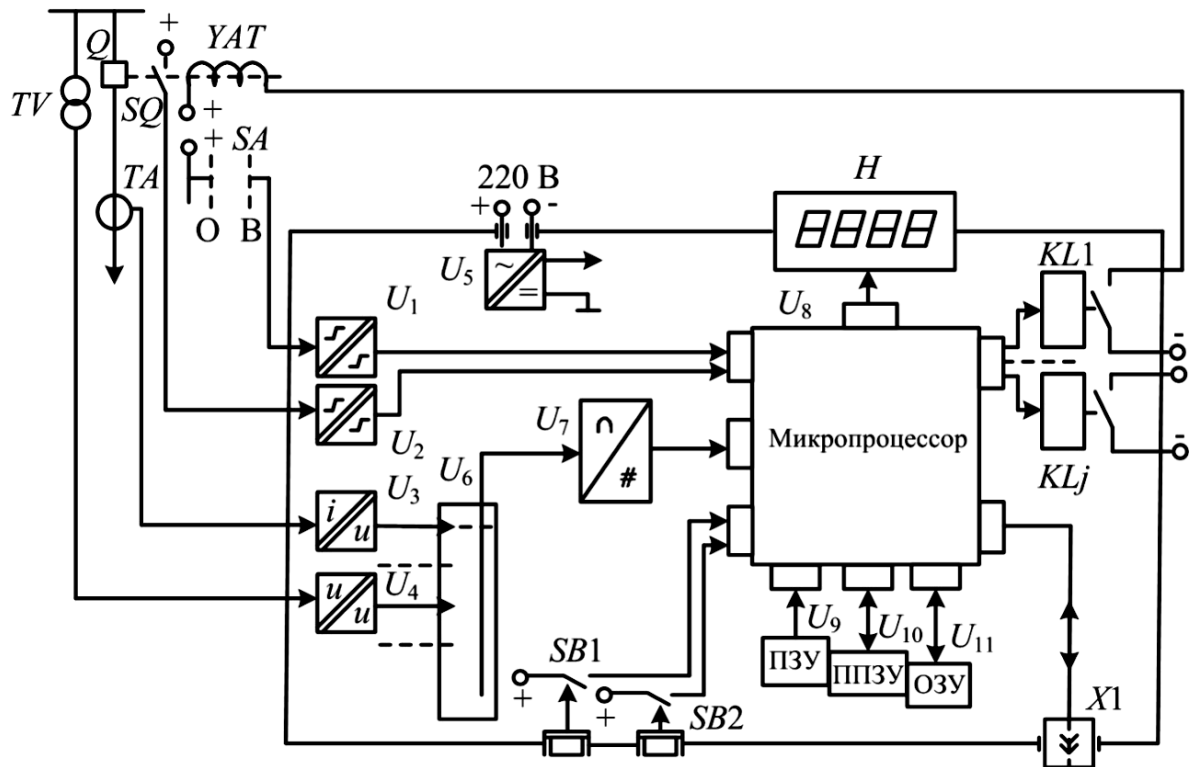 Q
+
YAT
TV
SQ
+
+
SA
TA
О
В
220 В
+
-
H
8888
U5
~
=
U1
U2
U8
KL1
-
Микропроцессор
KLj
-
U7
∩
#
U6
U3
i
u
U4
u
u
U9
U10
U11
ПЗУ
ППЗУ
ОЗУ
SB1
+
+
SB2
X1